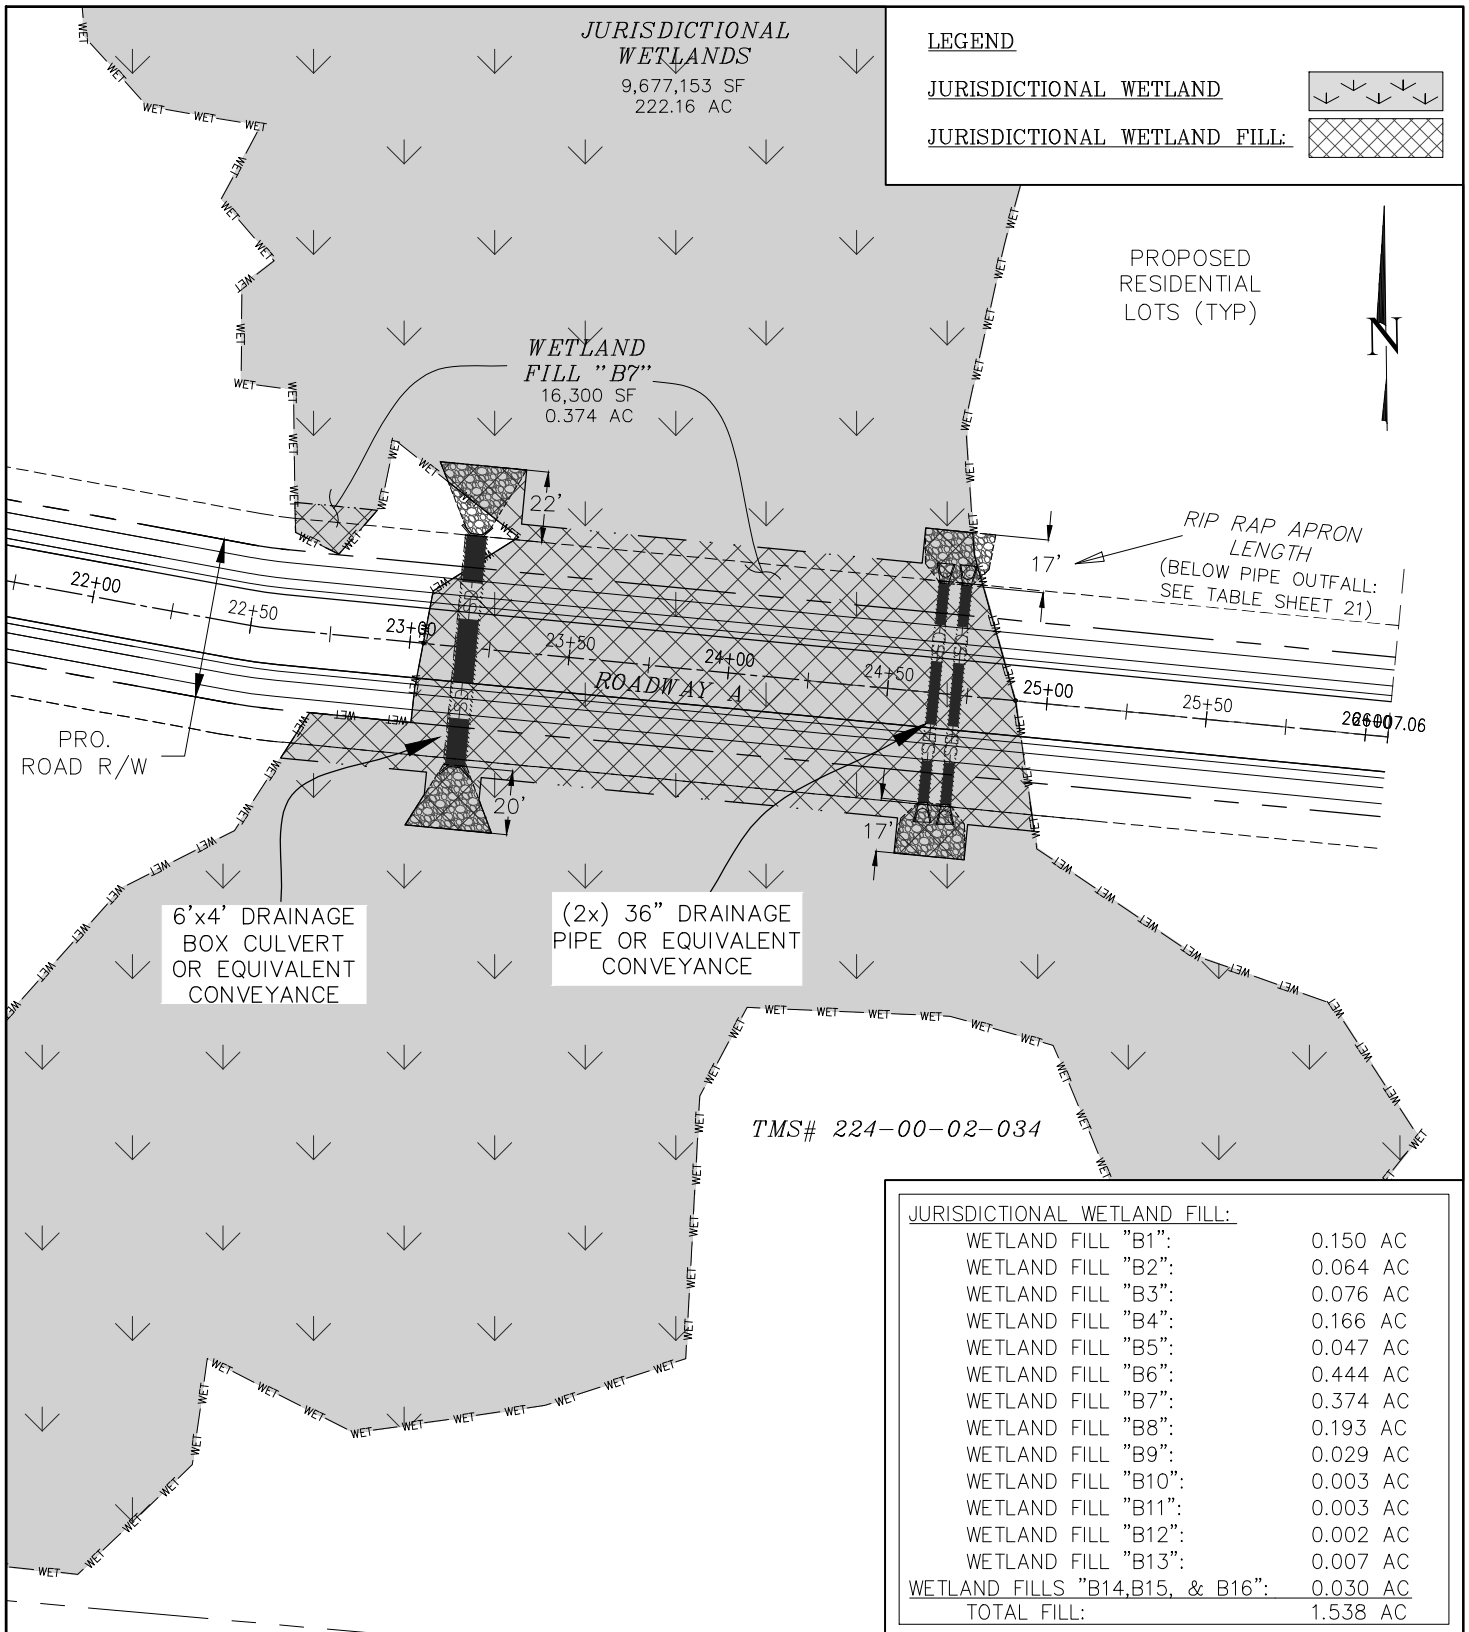 JURISDICTIONAL
WETLANDS
9,677,153 SF
222.16 AC
LEGEND
JURISDICTIONAL WETLAND
JURISDICTIONAL WETLAND FILL:
PROPOSED
RESIDENTIAL
LOTS (TYP)
N
WETLAND
FILL "B7"
16,300 SF
0.374 AC
22'
17'
RIP RAP APRON
LENGTH
(BELOW PIPE OUTFALL:
SEE TABLE SHEET 21)
22+00
22+50
23+00
23+50
24+00
24+50
25+00
25+50
26+00
26+07.06
ROADWAY A
PRO.
ROAD R/W
20'
17'
6'x4' DRAINAGE
BOX CULVERT
OR EQUIVALENT
CONVEYANCE
(2x) 36" DRAINAGE
PIPE OR EQUIVALENT
CONVEYANCE
TMS# 224-00-02-034
JURISDICTIONAL WETLAND FILL:
WETLAND FILL "B1": 0.150 AC
WETLAND FILL "B2": 0.064 AC
WETLAND FILL "B3": 0.076 AC
WETLAND FILL "B4": 0.166 AC
WETLAND FILL "B5": 0.047 AC
WETLAND FILL "B6": 0.444 AC
WETLAND FILL "B7": 0.374 AC
WETLAND FILL "B8": 0.193 AC
WETLAND FILL "B9": 0.029 AC
WETLAND FILL "B10": 0.003 AC
WETLAND FILL "B11": 0.003 AC
WETLAND FILL "B12": 0.002 AC
WETLAND FILL "B13": 0.007 AC
WETLAND FILLS "B14,B15, & B16": 0.030 AC
TOTAL FILL: 1.538 AC